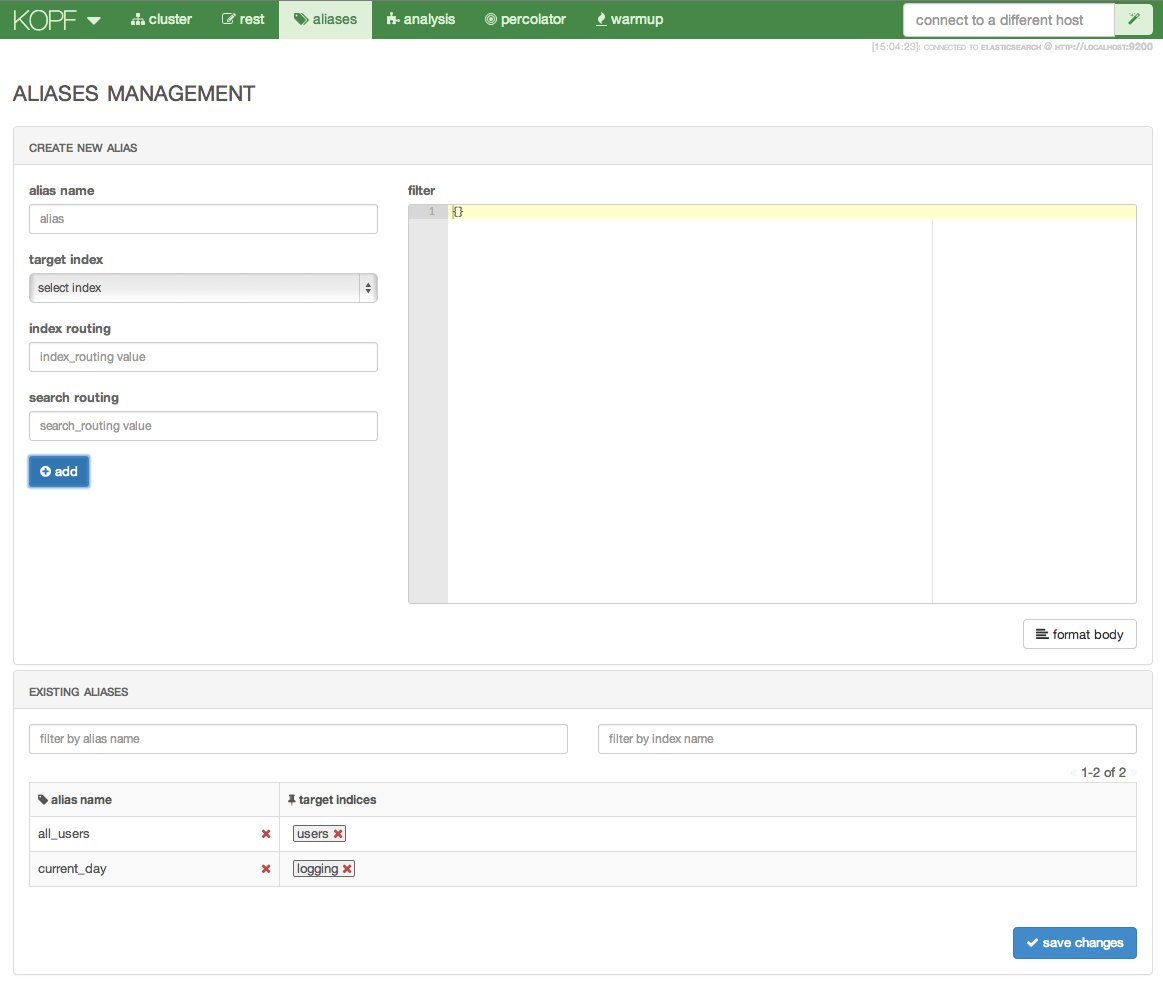 KOPF cluster rest aliases analysis percolator warmup connect to a different host
[15:04:23]: CONNECTED TO ELASTICSEARCH @ HTTP://LOCALHOST:9200
ALIASES MANAGEMENT
CREATE NEW ALIAS
alias name
alias
target index
select index
index routing
index_routing value
search routing
search_routing value
add
filter
1 {}
format body
EXISTING ALIASES
filter by alias name filter by index name
1-2 of 2
alias name target indices
all_users users
current_day logging
save changes